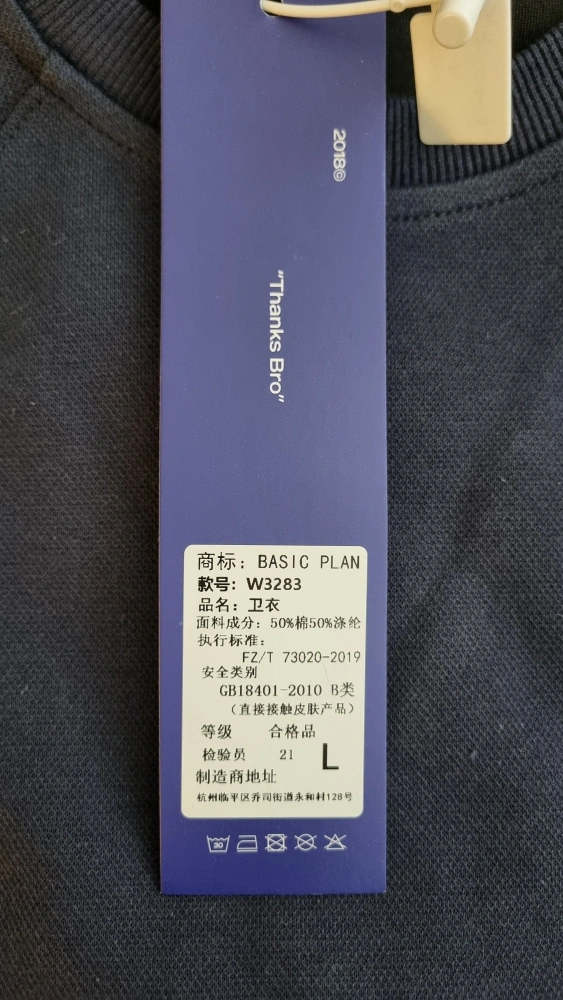 2018©
“Thanks Bro”
商标：BASIC PLAN
款号：W3283
品名：卫衣
面料成分：50%棉50%涤纶
执行标准：
FZ/T 73020-2019
安全类别
GB18401-2010 B类
（直接接触皮肤产品）
等级 合格品
检验员 21 L
制造商地址
杭州临平区乔司街道永和村128号
30